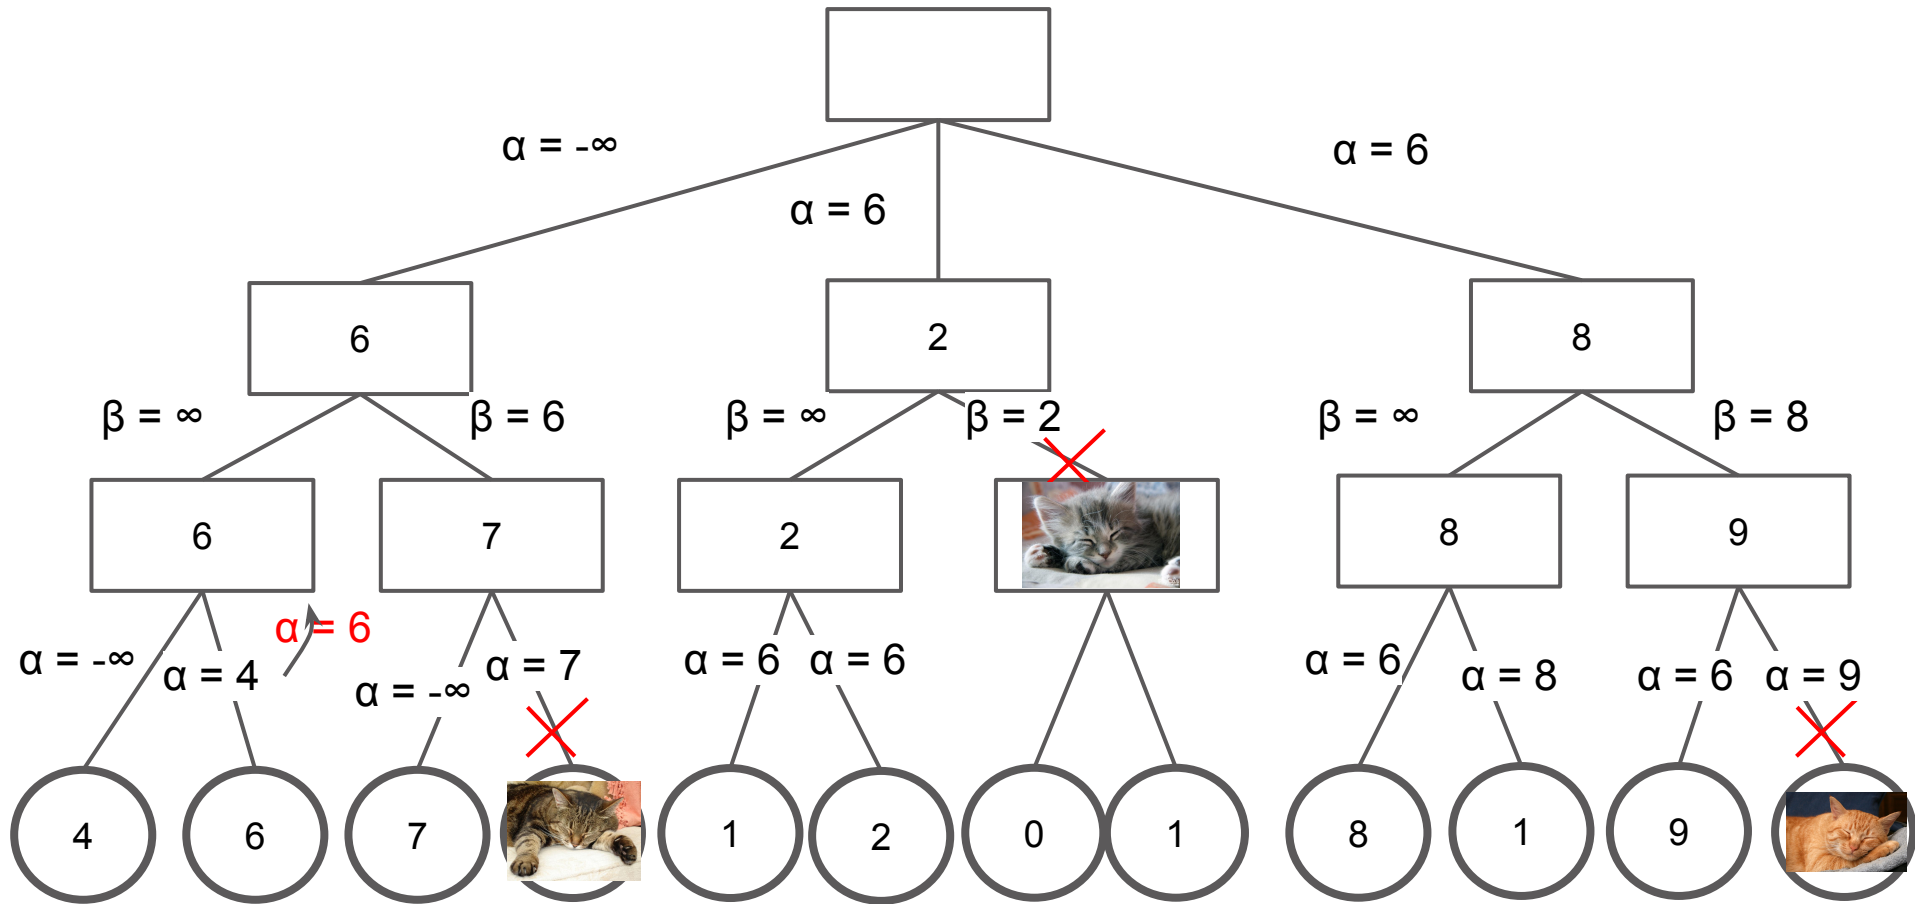 α = -∞
α = 6
α = 6
6
2
8
β = ∞
β = 6
β = ∞
β = 2
β = ∞
β = 8
6
7
2
8
9
α = 6
α = -∞
α = 4
α = -∞
α = 7
α = 6
α = 6
α = 6
α = 8
α = 6
α = 9
4
6
7
1
2
0
1
8
1
9